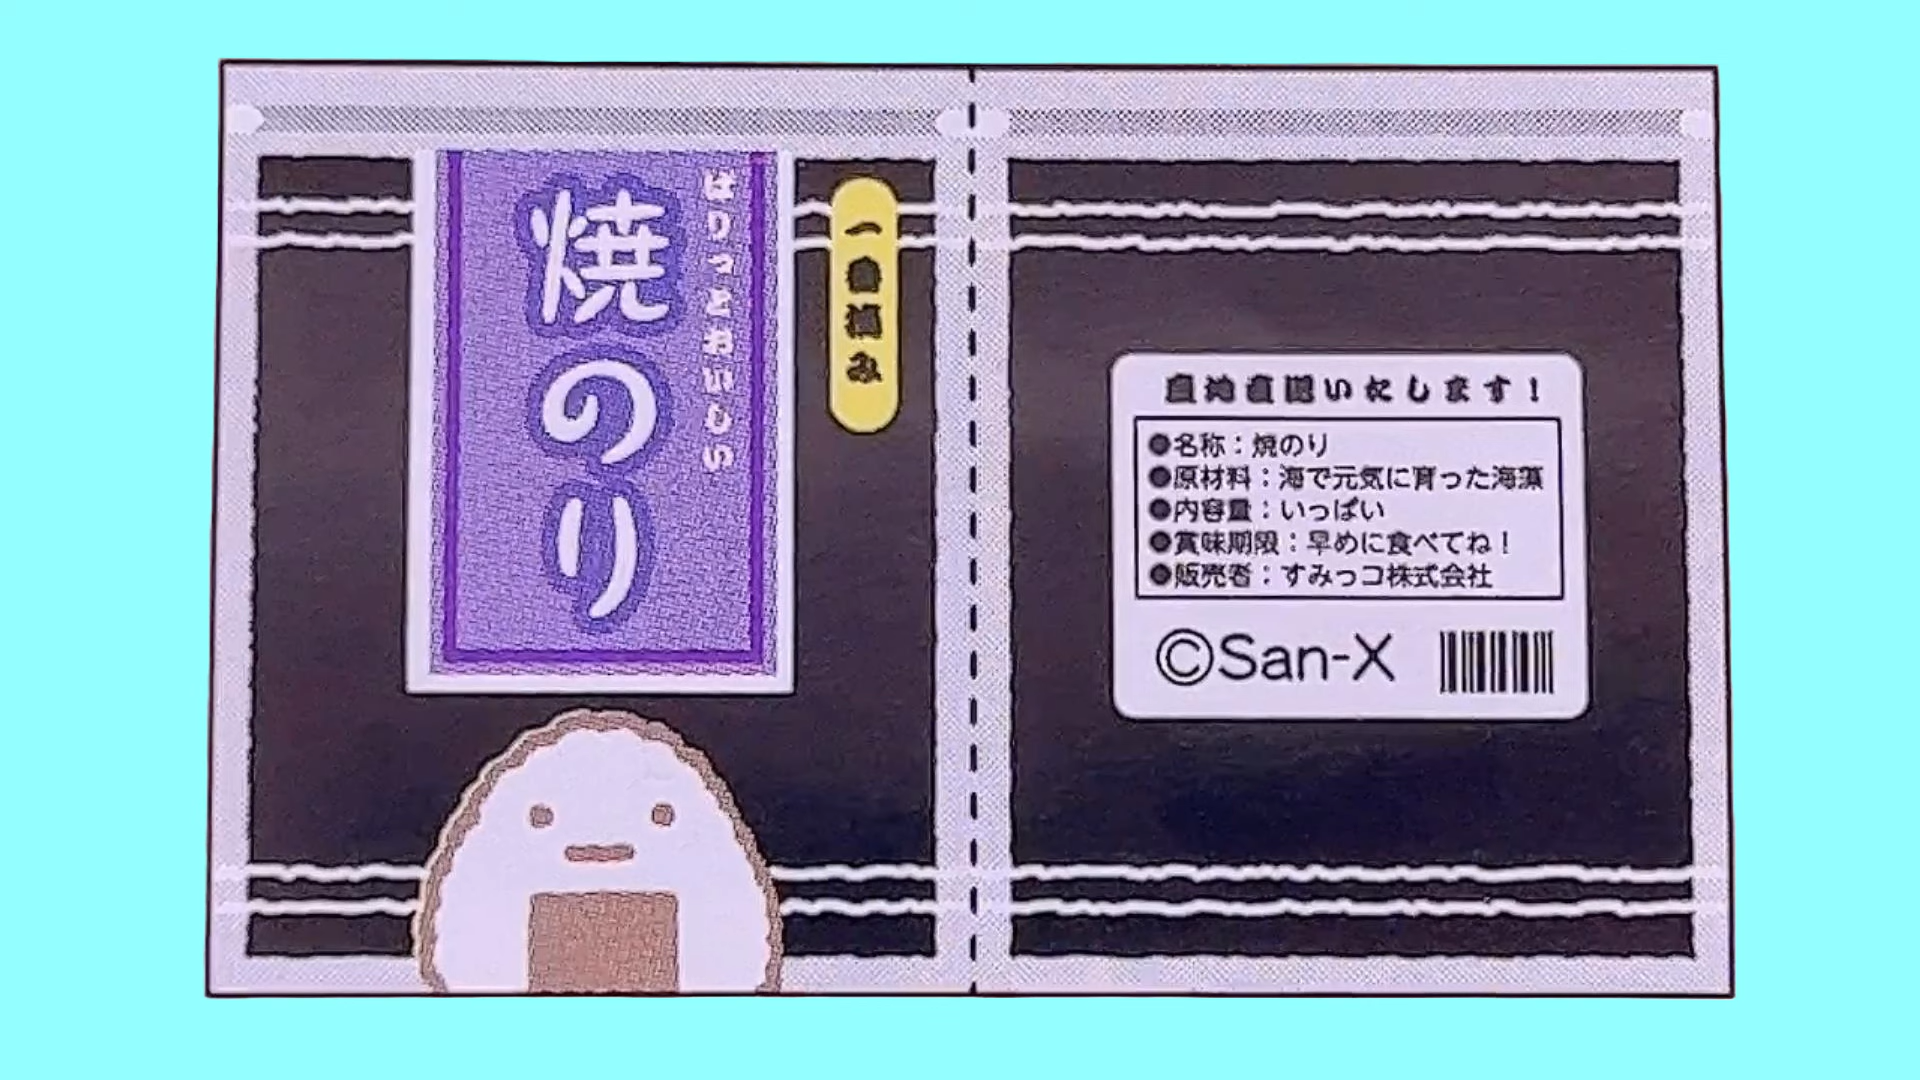 ぱりっとおいしい
焼のり
一番摘み
産地直送いたします！
●名称：焼のり
●原材料：海で元気に育った海藻
●内容量：いっぱい
●賞味期限：早めに食べてね！
●販売者：すみっコ株式会社
©San-X